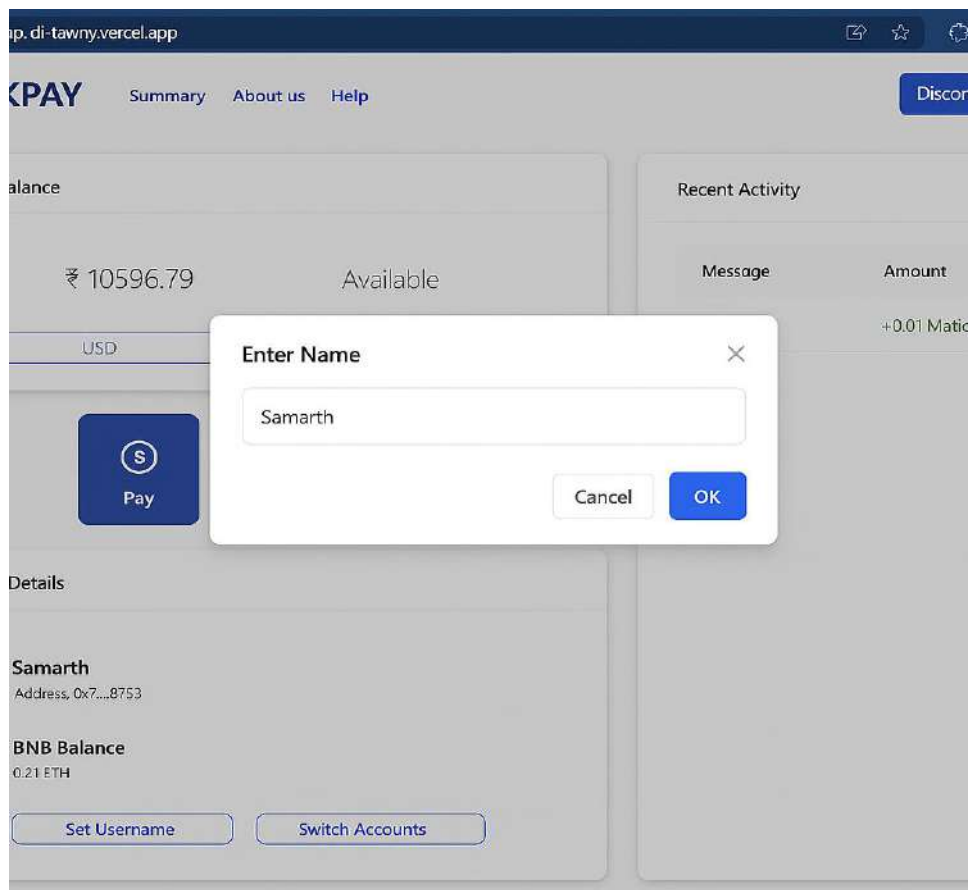 ap. di-tawny.vercel.app
KPAY Summary About us Help Discon
alance
₹ 10596.79 Available
USD
Recent Activity
Message Amount
+0.01 Matic
Enter Name
Samarth
Cancel OK
S
Pay
Details
Samarth
Address, 0x7....8753
BNB Balance
0.21 ETH
Set Username Switch Accounts